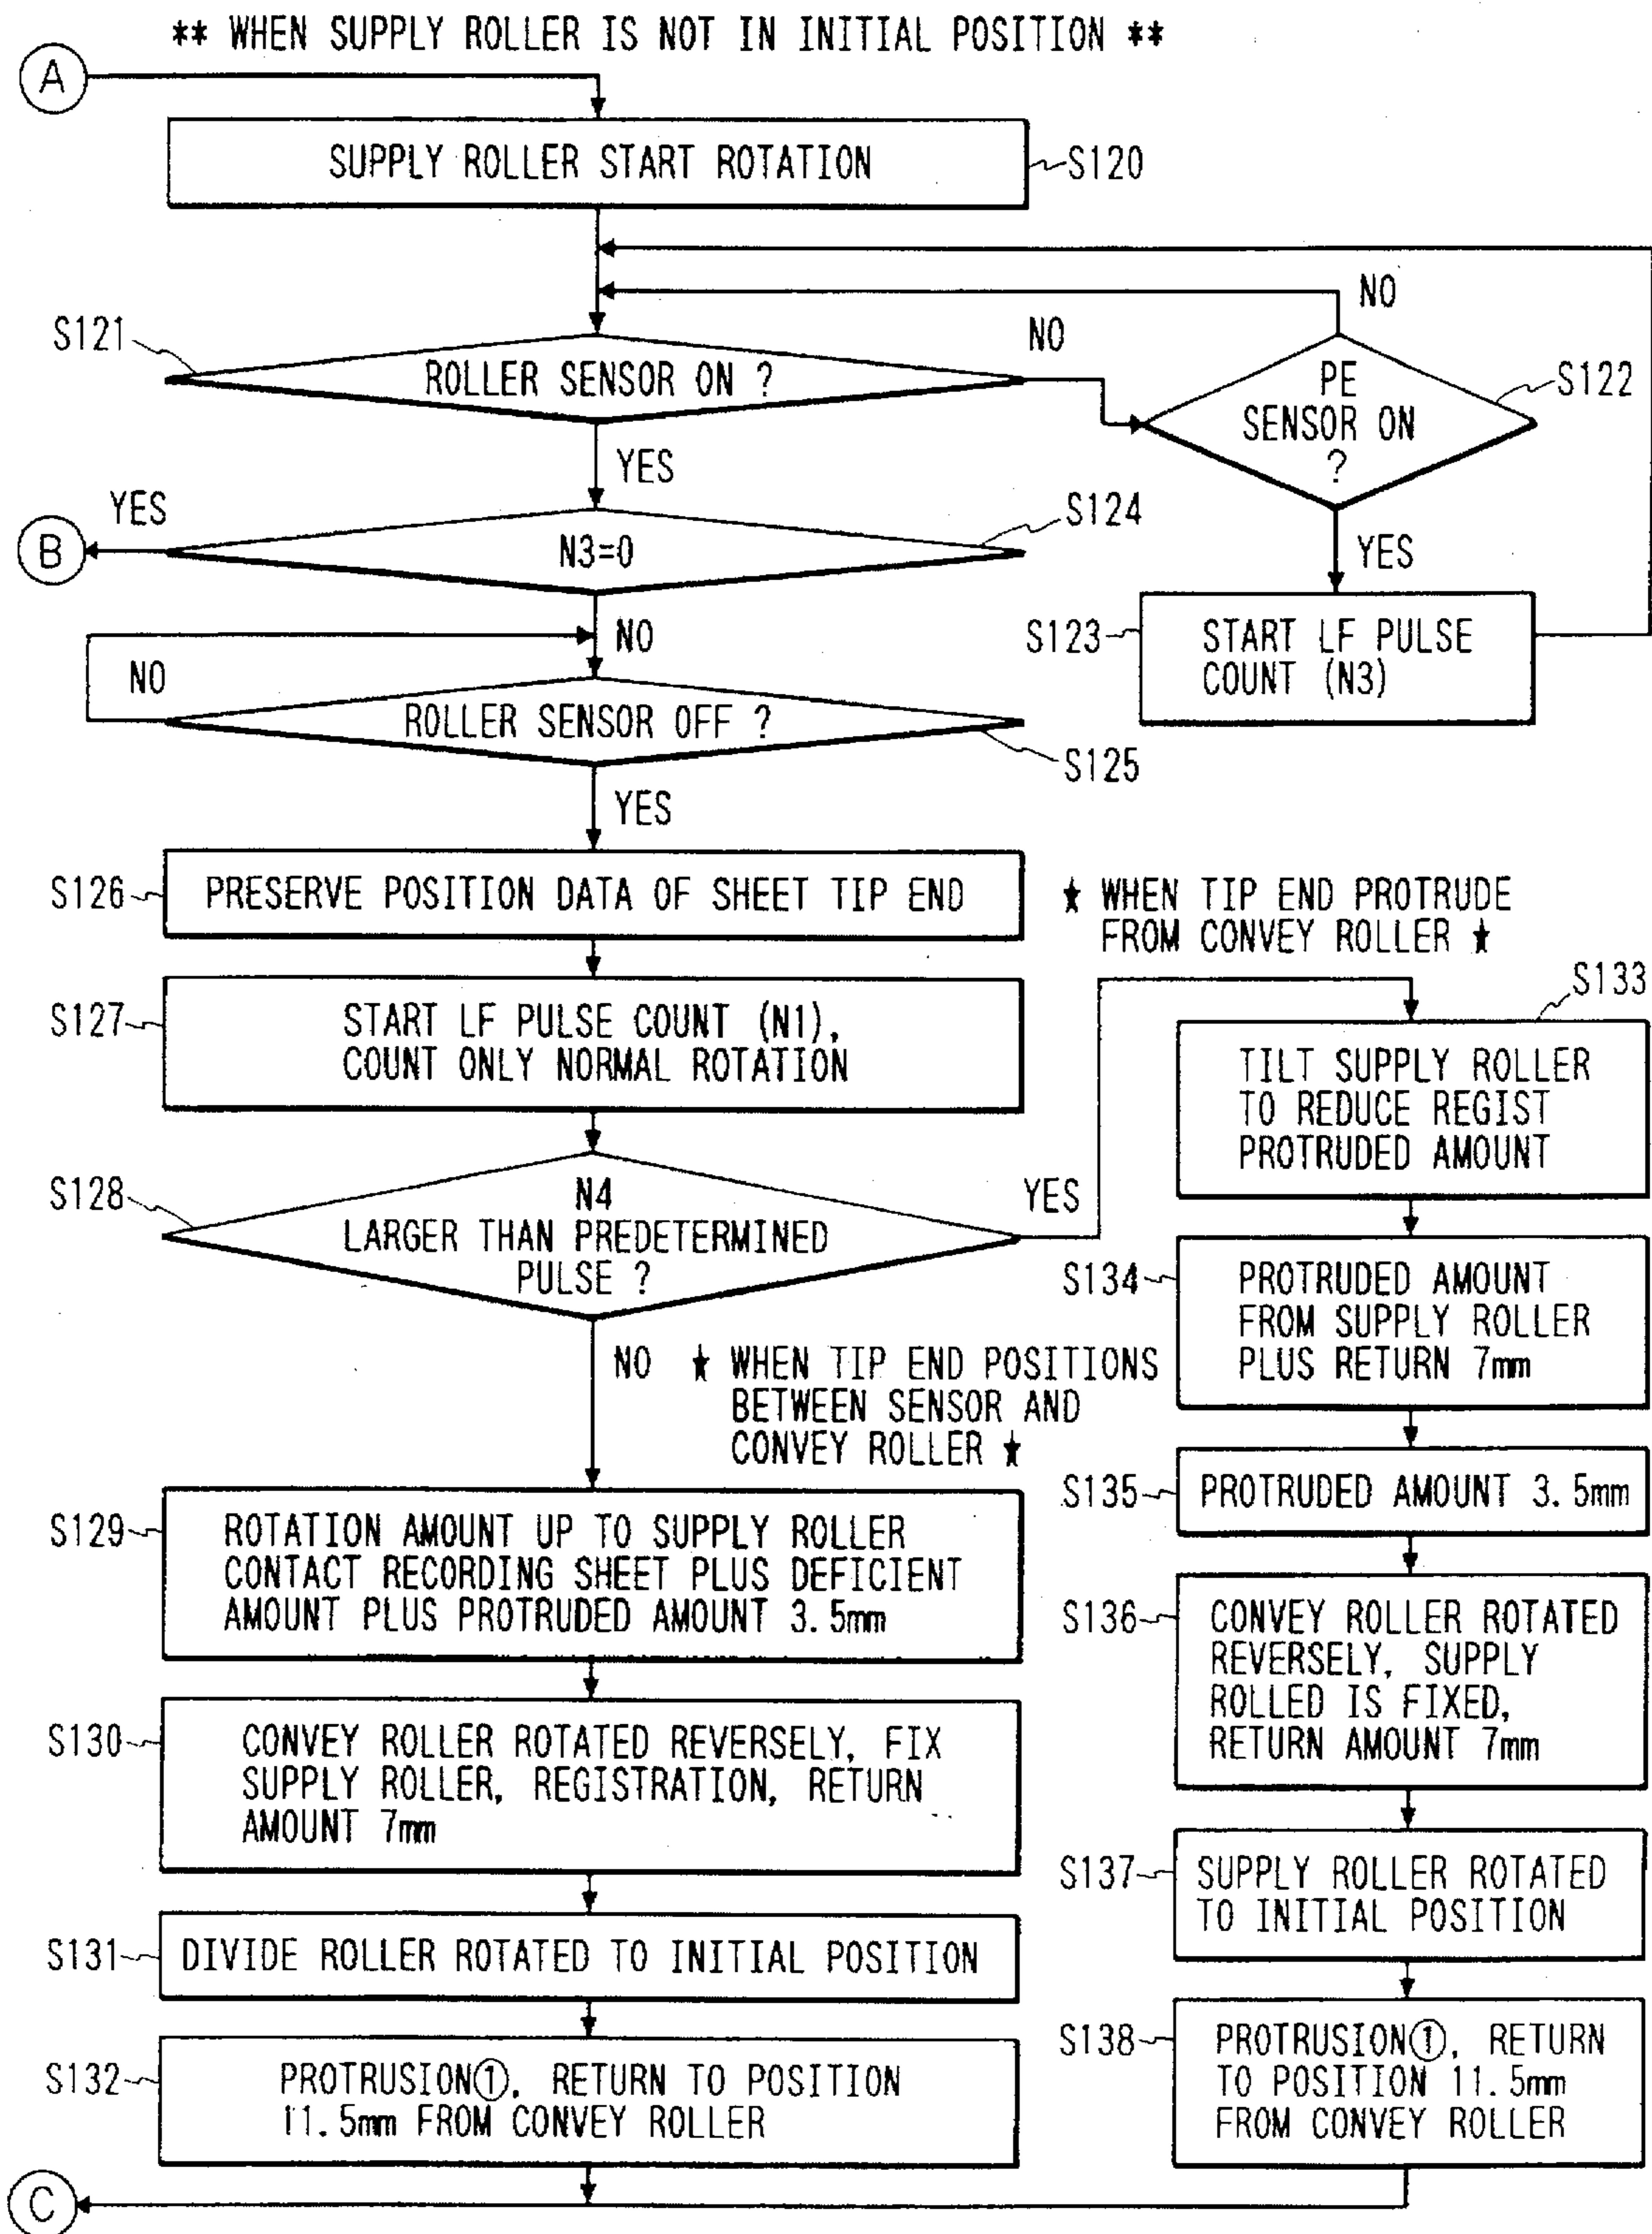 ** WHEN SUPPLY ROLLER IS NOT IN INITIAL POSITION **
A
SUPPLY ROLLER START ROTATION
S120
NO
S121
ROLLER SENSOR ON ?
NO
PE
SENSOR ON
?
S122
YES
YES
B
N3=0
S124
YES
NO
S123
START LF PULSE
COUNT (N3)
NO
ROLLER SENSOR OFF ?
S125
YES
S126
PRESERVE POSITION DATA OF SHEET TIP END
★ WHEN TIP END PROTRUDE
FROM CONVEY ROLLER ★
S127
START LF PULSE COUNT (N1),
COUNT ONLY NORMAL ROTATION
S128
N4
LARGER THAN PREDETERMINED
PULSE ?
YES
NO
★ WHEN TIP END POSITIONS
BETWEEN SENSOR AND
CONVEY ROLLER ★
S129
ROTATION AMOUNT UP TO SUPPLY ROLLER
CONTACT RECORDING SHEET PLUS DEFICIENT
AMOUNT PLUS PROTRUDED AMOUNT 3.5mm
S130
CONVEY ROLLER ROTATED REVERSELY, FIX
SUPPLY ROLLER, REGISTRATION, RETURN
AMOUNT 7mm
S131
DIVIDE ROLLER ROTATED TO INITIAL POSITION
S132
PROTRUSION①, RETURN TO POSITION
11.5mm FROM CONVEY ROLLER
S133
TILT SUPPLY ROLLER
TO REDUCE REGIST
PROTRUDED AMOUNT
S134
PROTRUDED AMOUNT
FROM SUPPLY ROLLER
PLUS RETURN 7mm
S135
PROTRUDED AMOUNT 3.5mm
S136
CONVEY ROLLER ROTATED
REVERSELY, SUPPLY
ROLLED IS FIXED,
RETURN AMOUNT 7mm
S137
SUPPLY ROLLER ROTATED
TO INITIAL POSITION
S138
PROTRUSION①, RETURN
TO POSITION 11.5mm
FROM CONVEY ROLLER
C